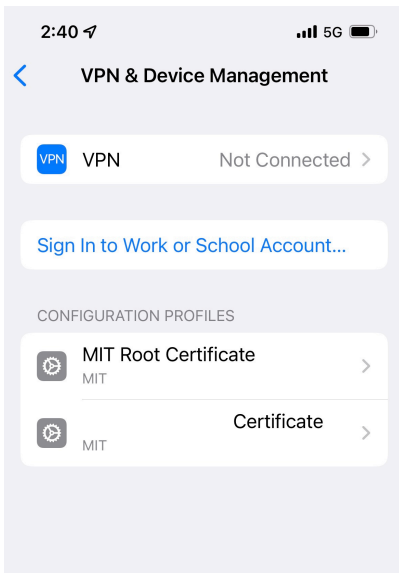 2:40 5G
VPN & Device Management
VPN VPN Not Connected
Sign In to Work or School Account...
CONFIGURATION PROFILES
MIT Root Certificate
MIT
Certificate
MIT